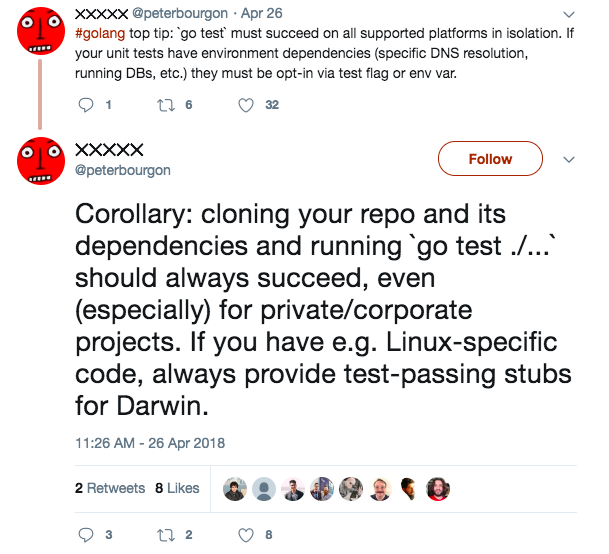 XXXXX @peterbourgon · Apr 26
#golang top tip: `go test` must succeed on all supported platforms in isolation. If
your unit tests have environment dependencies (specific DNS resolution,
running DBs, etc.) they must be opt-in via test flag or env var.
1 6 32
XXXXX
@peterbourgon
Follow
Corollary: cloning your repo and its
dependencies and running `go test ./...`
should always succeed, even
(especially) for private/corporate
projects. If you have e.g. Linux-specific
code, always provide test-passing stubs
for Darwin.
11:26 AM - 26 Apr 2018
2 Retweets 8 Likes
3 2 8